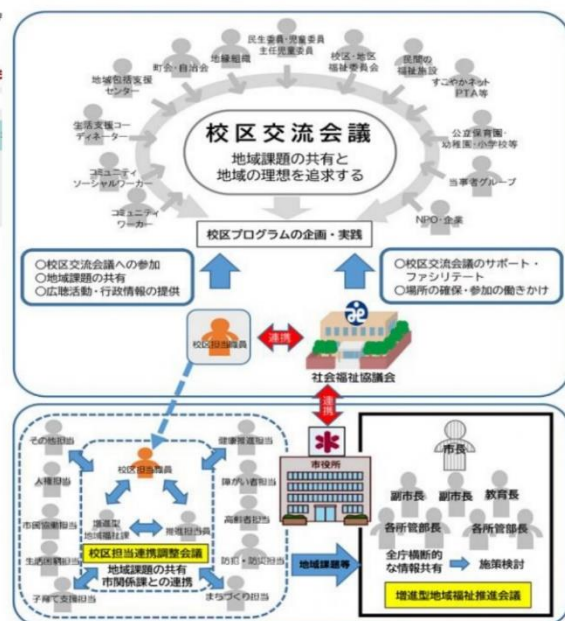 民生委員・児童委員
主任児童委員
地縁組織
校区・地区
福祉委員会
町会・自治会
民間の
福祉施設
地域包括支援
センター
すこやかネット
PTA等
生活支援コー
ディネーター
校区交流会議
地域課題の共有と
地域の理想を追求する
公立保育園・
幼稚園・小学校等
コミュニティ
ソーシャルワーカー
当事者グループ
コミュニティ
ワーカー
NPO・企業
校区プログラムの企画・実践
○校区交流会議への参加
○地域課題の共有
○広聴活動・行政情報の提供
○校区交流会議のサポート・
ファシリテート
○場所の確保・参加の働きかけ
校区担当職員
連携
社会福祉協議会
連携
市役所
その他担当
健康推進担当
校区担当職員
人権担当
障がい者担当
市民協働担当
増進型
地域福祉課
推進担当員
高齢者担当
校区担当連携調整会議
生活困窮担当
地域課題の共有
市関係課との連携
防犯・防災担当
子育て支援担当
まちづくり担当
地域課題等
市長
副市長
副市長
教育長
各所管部長
各所管部長
全庁横断的
な情報共有
施策検討
増進型地域福祉推進会議